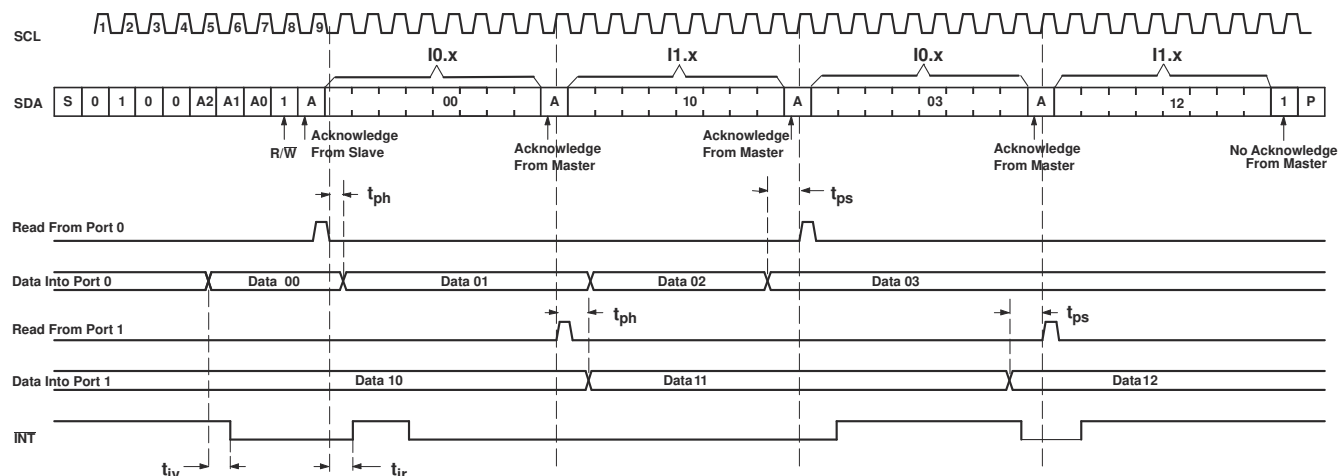 SCL 1 2 3 4 5 6 7 8 9
I0.x I1.x I0.x I1.x
SDA S 0 1 0 0 A2 A1 A0 1 A 00 A 10 A 03 A 12 1 P
R/W̅
Acknowledge
From Slave
Acknowledge
From Master
Acknowledge
From Master
Acknowledge
From Master
No Acknowledge
From Master
tph tps
Read From Port 0
Data Into Port 0 Data 00 Data 01 Data 02 Data 03
tph tps
Read From Port 1
Data Into Port 1 Data 10 Data 11 Data 12
I̅N̅T̅
tiv tir